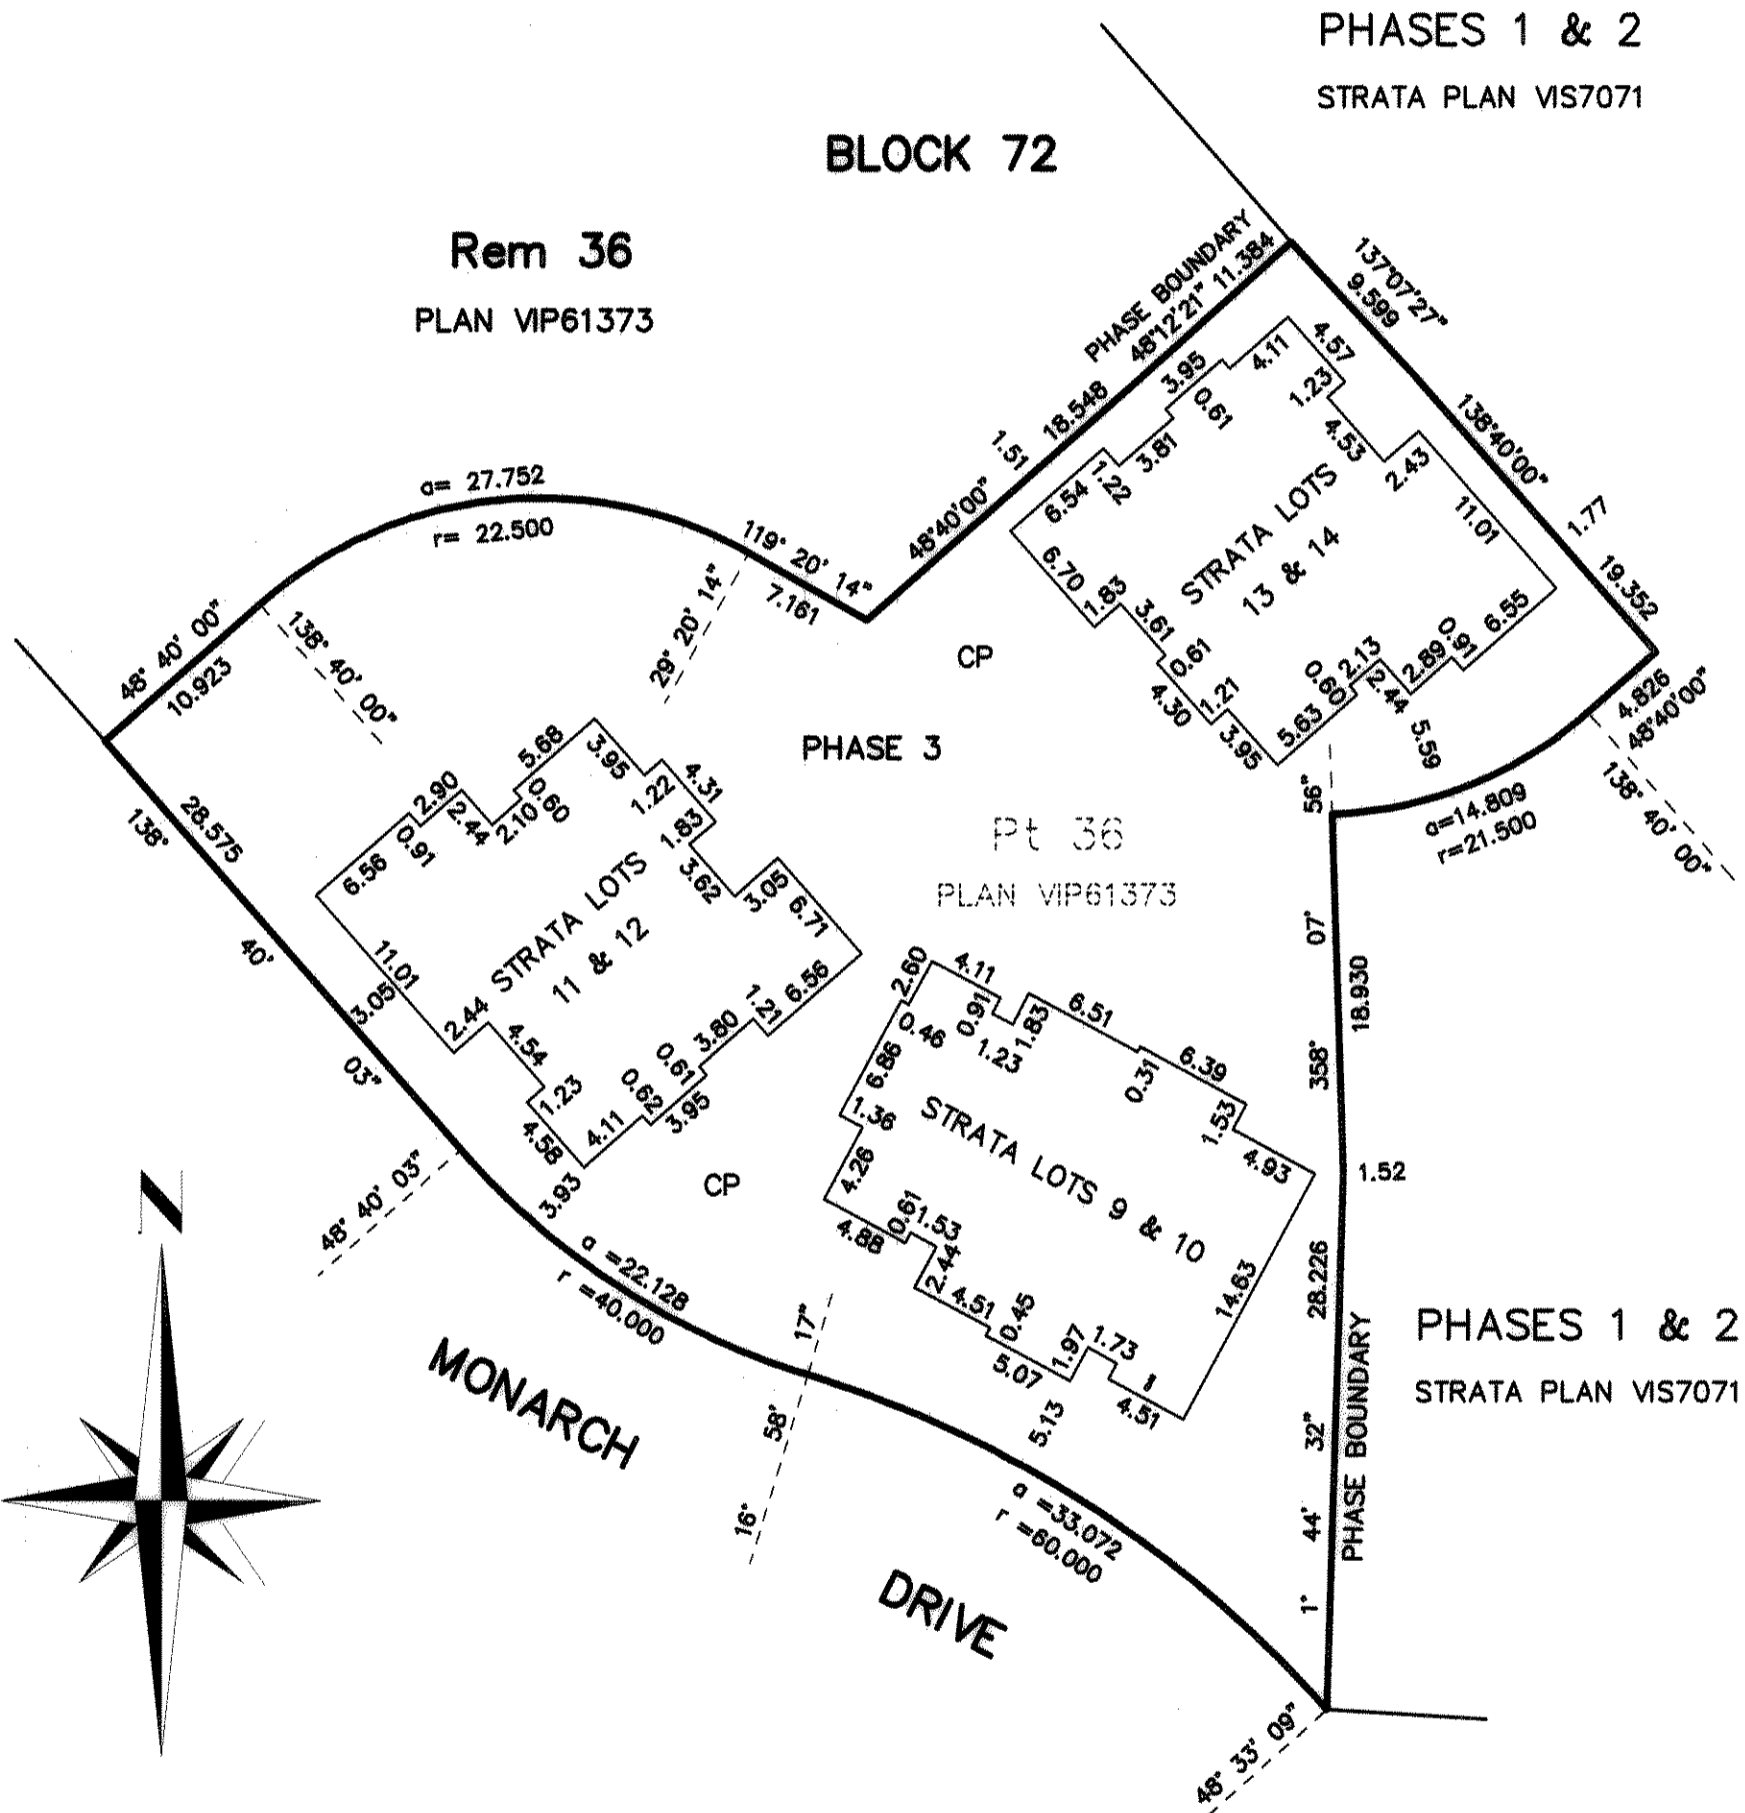 PHASES 1 & 2
STRATA PLAN VIS7071
BLOCK 72
Rem 36
PLAN VIP61373
PHASE BOUNDARY
48°12'21" 11.384
137°07'27"
9.599
18.548
1.51
48°40'00"
138°40'00"
1.77
19.352
4.826
48°40'00"
138° 40' 00"
a=14.809
r=21.500
a= 27.752
r= 22.500
119° 20' 14"
7.161
29° 20' 14"
48° 40' 00"
10.923
138° 40' 00"
4.11
4.57
3.95
0.61
1.23
3.81
4.53
2.43
1.22
6.54
11.01
6.70
1.83
3.61
0.61
4.30
1.21
3.95
5.63
0.60
2.13
2.44
2.89
0.91
6.55
5.59
STRATA LOTS
13 & 14
CP
PHASE 3
Pt 36
PLAN VIP61373
28.575
138°
40'
03"
3.05
5.68
3.95
2.90
2.44
2.10
0.60
1.22
4.31
1.83
3.62
3.05
6.71
6.56
0.91
11.01
2.44
4.54
1.23
4.58
4.11
0.62
0.61
3.95
3.80
1.21
6.56
STRATA LOTS
11 & 12
3.93
48° 40' 03"
CP
2.60
4.11
0.46
0.91
1.23
1.83
6.51
0.31
6.39
1.53
4.93
6.86
1.36
4.26
4.88
0.61
1.53
2.44
4.51
0.45
5.07
1.97
1.73
4.51
14.63
5.13
STRATA LOTS 9 & 10
56"
07'
18.930
358°
1.52
28.226
32"
44'
1°
PHASE BOUNDARY
PHASES 1 & 2
STRATA PLAN VIS7071
N
a =22.128
r =40.000
17"
58'
16°
MONARCH
DRIVE
a =33.072
r =60.000
48° 33' 09"